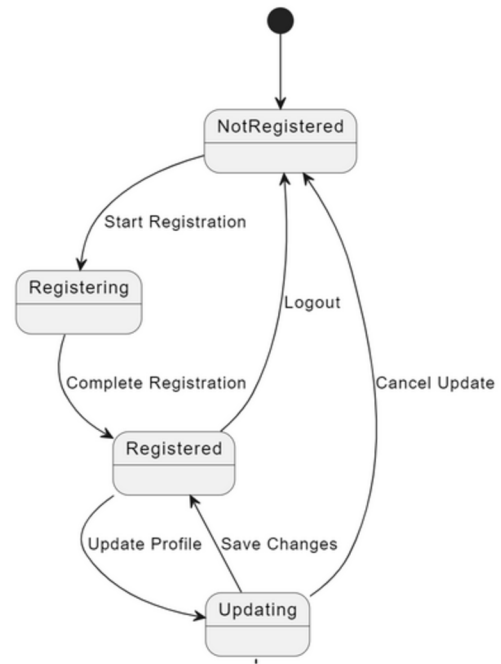 NotRegistered
Start Registration
Registering
Logout
Complete Registration
Cancel Update
Registered
Update Profile
Save Changes
Updating